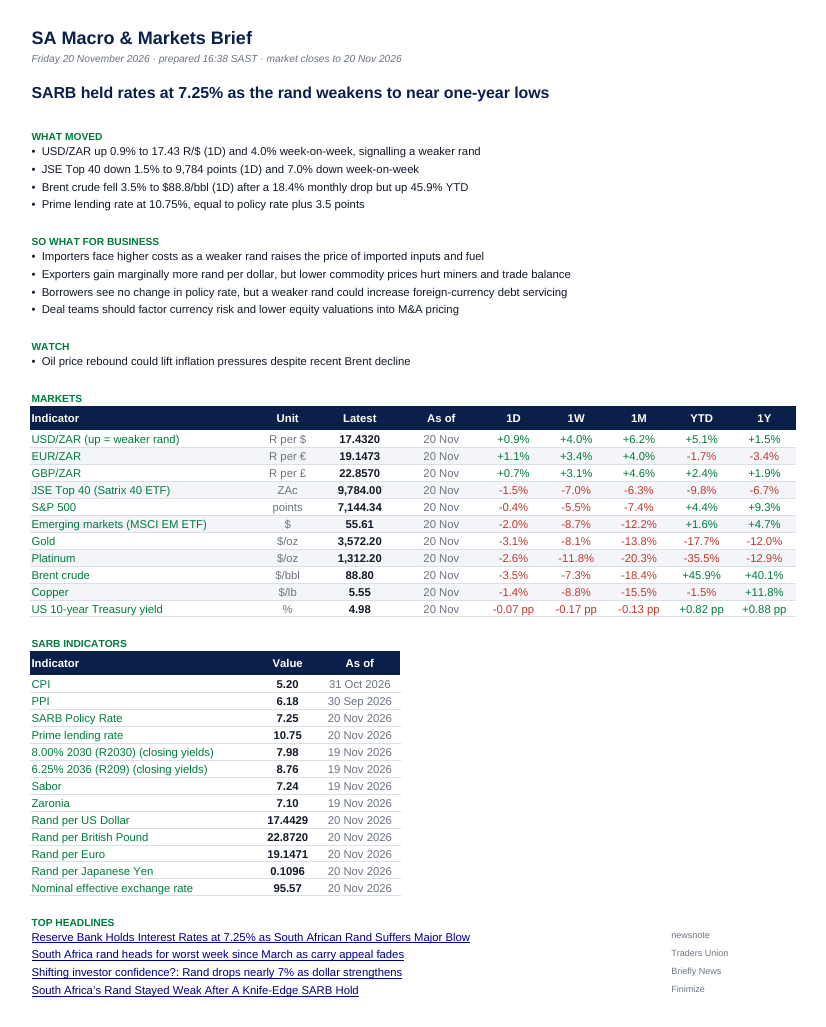 SA Macro & Markets Brief
Friday 20 November 2026 · prepared 16:38 SAST · market closes to 20 Nov 2026
SARB held rates at 7.25% as the rand weakens to near one-year lows
WHAT MOVED
• USD/ZAR up 0.9% to 17.43 R/$ (1D) and 4.0% week-on-week, signalling a weaker rand
• JSE Top 40 down 1.5% to 9,784 points (1D) and 7.0% down week-on-week
• Brent crude fell 3.5% to $88.8/bbl (1D) after a 18.4% monthly drop but up 45.9% YTD
• Prime lending rate at 10.75%, equal to policy rate plus 3.5 points
SO WHAT FOR BUSINESS
• Importers face higher costs as a weaker rand raises the price of imported inputs and fuel
• Exporters gain marginally more rand per dollar, but lower commodity prices hurt miners and trade balance
• Borrowers see no change in policy rate, but a weaker rand could increase foreign-currency debt servicing
• Deal teams should factor currency risk and lower equity valuations into M&A pricing
WATCH
• Oil price rebound could lift inflation pressures despite recent Brent decline
MARKETS
Indicator Unit Latest As of 1D 1W 1M YTD 1Y
USD/ZAR (up = weaker rand) R per $ 17.4320 20 Nov +0.9% +4.0% +6.2% +5.1% +1.5%
EUR/ZAR R per € 19.1473 20 Nov +1.1% +3.4% +4.0% -1.7% -3.4%
GBP/ZAR R per £ 22.8570 20 Nov +0.7% +3.1% +4.6% +2.4% +1.9%
JSE Top 40 (Satrix 40 ETF) ZAc 9,784.00 20 Nov -1.5% -7.0% -6.3% -9.8% -6.7%
S&P 500 points 7,144.34 20 Nov -0.4% -5.5% -7.4% +4.4% +9.3%
Emerging markets (MSCI EM ETF) $ 55.61 20 Nov -2.0% -8.7% -12.2% +1.6% +4.7%
Gold $/oz 3,572.20 20 Nov -3.1% -8.1% -13.8% -17.7% -12.0%
Platinum $/oz 1,312.20 20 Nov -2.6% -11.8% -20.3% -35.5% -12.9%
Brent crude $/bbl 88.80 20 Nov -3.5% -7.3% -18.4% +45.9% +40.1%
Copper $/lb 5.55 20 Nov -1.4% -8.8% -15.5% -1.5% +11.8%
US 10-year Treasury yield % 4.98 20 Nov -0.07 pp -0.17 pp -0.13 pp +0.82 pp +0.88 pp
SARB INDICATORS
Indicator Value As of
CPI 5.20 31 Oct 2026
PPI 6.18 30 Sep 2026
SARB Policy Rate 7.25 20 Nov 2026
Prime lending rate 10.75 20 Nov 2026
8.00% 2030 (R2030) (closing yields) 7.98 19 Nov 2026
6.25% 2036 (R209) (closing yields) 8.76 19 Nov 2026
Sabor 7.24 19 Nov 2026
Zaronia 7.10 19 Nov 2026
Rand per US Dollar 17.4429 20 Nov 2026
Rand per British Pound 22.8720 20 Nov 2026
Rand per Euro 19.1471 20 Nov 2026
Rand per Japanese Yen 0.1096 20 Nov 2026
Nominal effective exchange rate 95.57 20 Nov 2026
TOP HEADLINES
Reserve Bank Holds Interest Rates at 7.25% as South African Rand Suffers Major Blow newsnote
South Africa rand heads for worst week since March as carry appeal fades Traders Union
Shifting investor confidence?: Rand drops nearly 7% as dollar strengthens Briefly News
South Africa's Rand Stayed Weak After A Knife-Edge SARB Hold Finimize